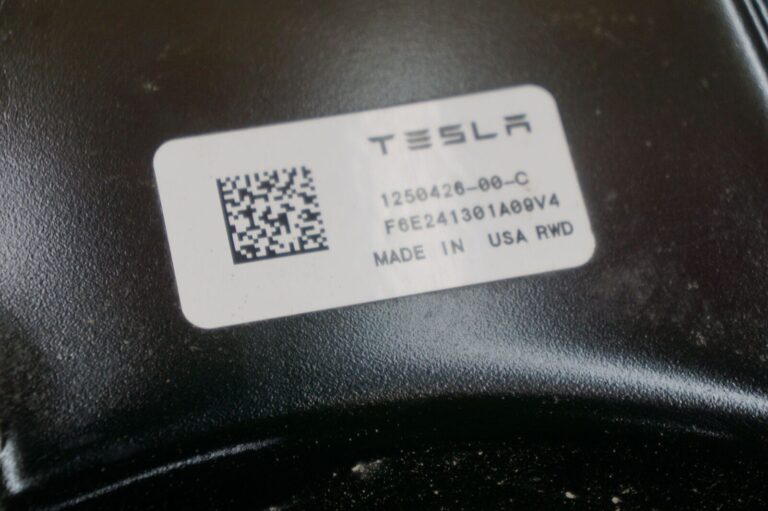 TESLA
1250426-00-C
F6E241301A09V4
MADE IN USA RWD